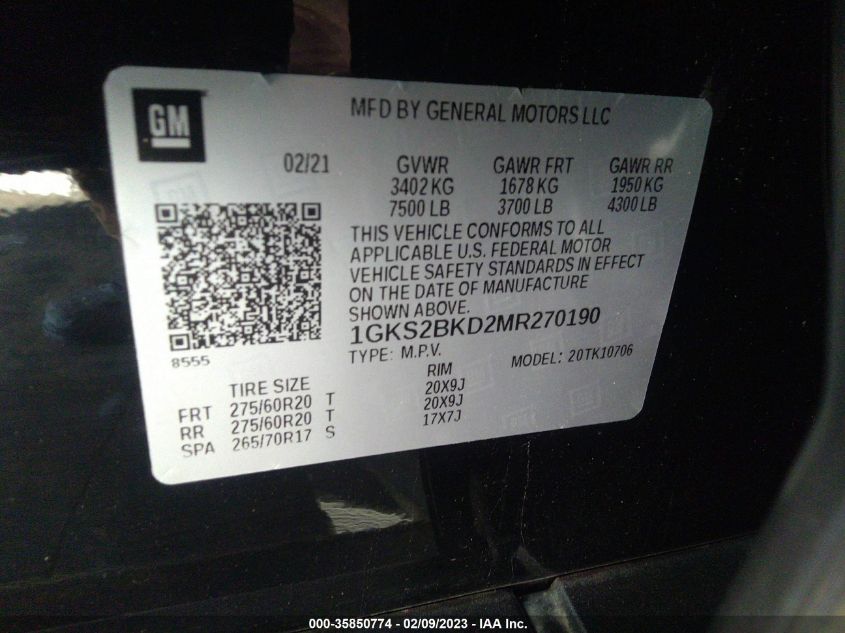 GM
MFD BY GENERAL MOTORS LLC
02/21 GVWR GAWR FRT GAWR RR
3402 KG 1678 KG 1950 KG
7500 LB 3700 LB 4300 LB
THIS VEHICLE CONFORMS TO ALL
APPLICABLE U.S. FEDERAL MOTOR
VEHICLE SAFETY STANDARDS IN EFFECT
ON THE DATE OF MANUFACTURE
SHOWN ABOVE.
1GKS2BKD2MR270190
8555
TYPE: M.P.V. MODEL: 20TK10706
TIRE SIZE RIM
FRT 275/60R20 T 20X9J
RR 275/60R20 T 20X9J
SPA 265/70R17 S 17X7J
000-35850774 - 02/09/2023 - IAA Inc.